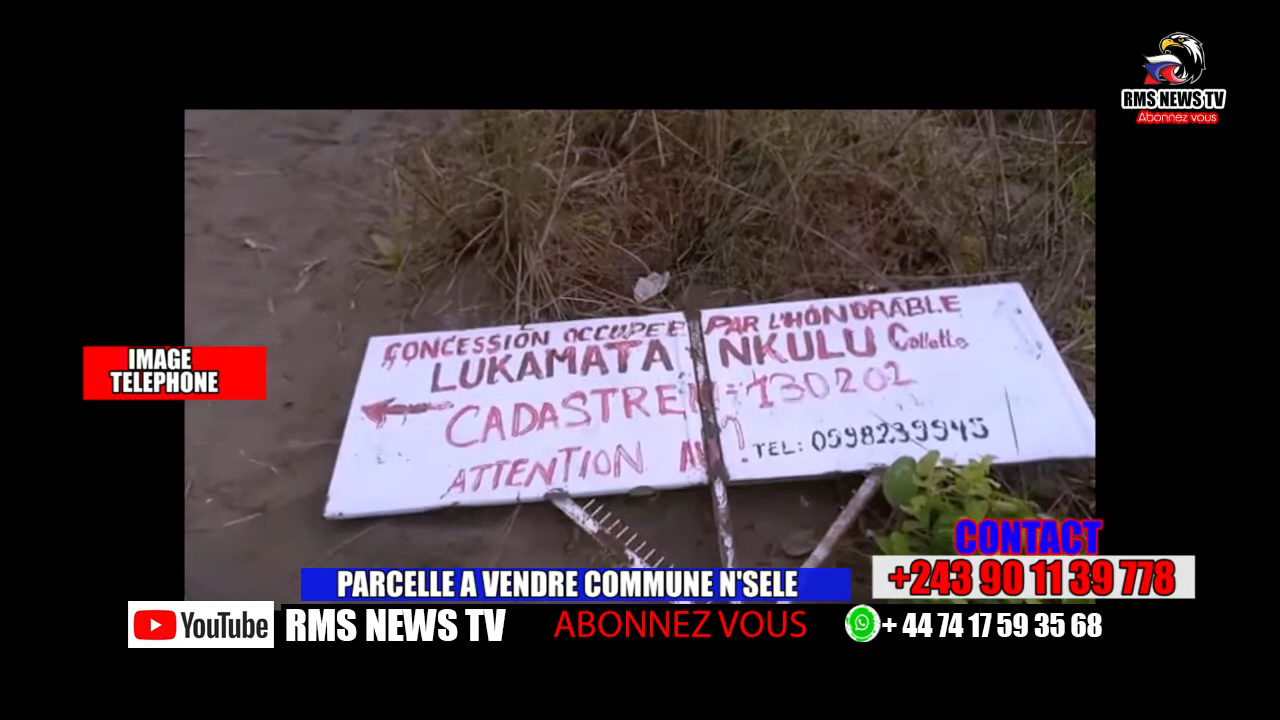 RMS NEWS TV
Abonnez vous
CONCESSION OCCUPEE PAR L'HONORABLE
LUKAMATA NKULU Collette
CADASTRE N: 130202
ATTENTION
TEL: 0998239945
IMAGE
TELEPHONE
CONTACT
+243 90 11 39 778
PARCELLE A VENDRE COMMUNE N'SELE
YouTube
RMS NEWS TV
ABONNEZ VOUS
+ 44 74 17 59 35 68